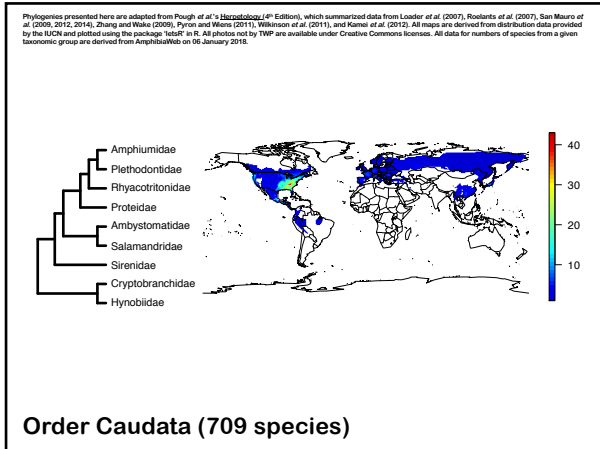 Phylogenies presented here are adapted from Pough et al.'s Herpetology (4th Edition), which summarized data from Loader et al. (2007), Roelants et al. (2007), San Mauro et
al. (2009, 2012, 2014), Zhang and Wake (2009), Pyron and Wiens (2011), Wilkinson et al. (2011), and Kamei et al. (2012). All maps are derived from distribution data provided
by the IUCN and plotted using the package 'letsR' in R. All photos not by TWP are available under Creative Commons licenses. All data for numbers of species from a given
taxonomic group are derived from AmphibiaWeb on 06 January 2018.
Amphiumidae
Plethodontidae
Rhyacotritonidae
Proteidae
Ambystomatidae
Salamandridae
Sirenidae
Cryptobranchidae
Hynobiidae
40
30
20
10
Order Caudata (709 species)